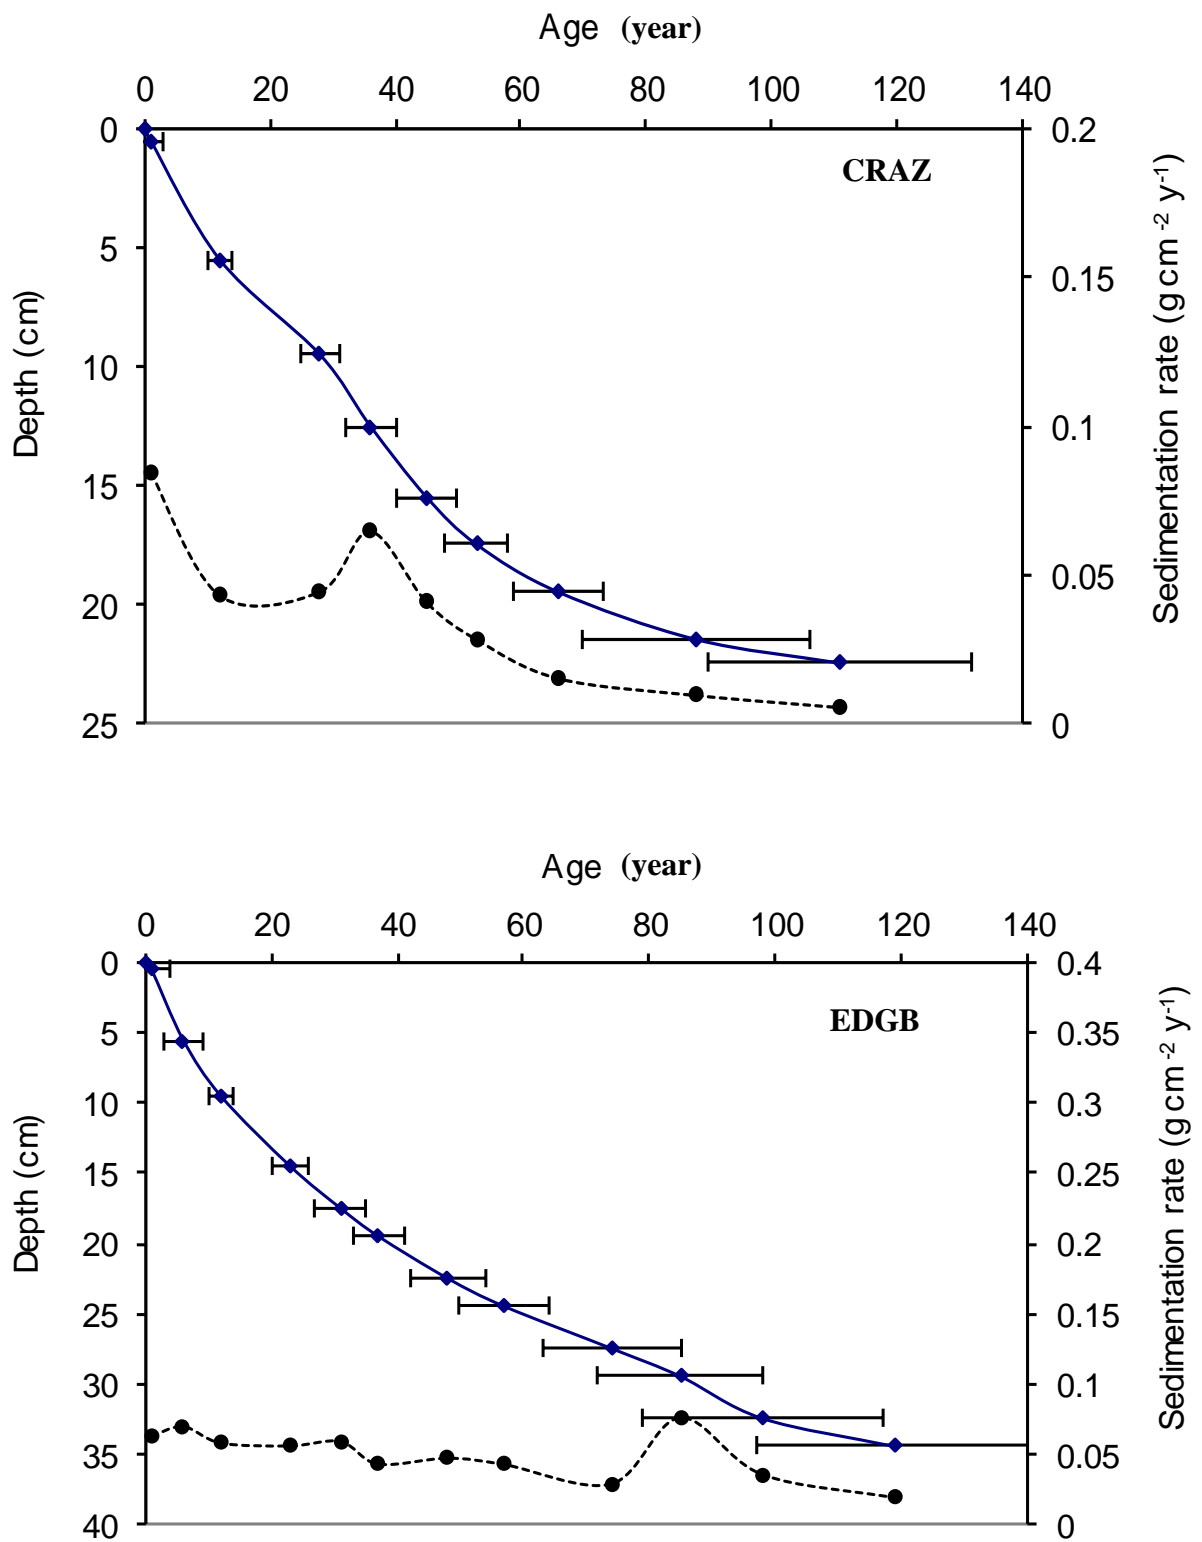 Age (year)
0 20 40 60 80 100 120 140
CRAZ
0
5
10
15
20
25
Depth (cm)
0.2
0.15
0.1
0.05
0
Sedimentation rate (g cm⁻² y⁻¹)
Age (year)
0 20 40 60 80 100 120 140
EDGB
0
5
10
15
20
25
30
35
40
Depth (cm)
0.4
0.35
0.3
0.25
0.2
0.15
0.1
0.05
0
Sedimentation rate (g cm⁻² y⁻¹)